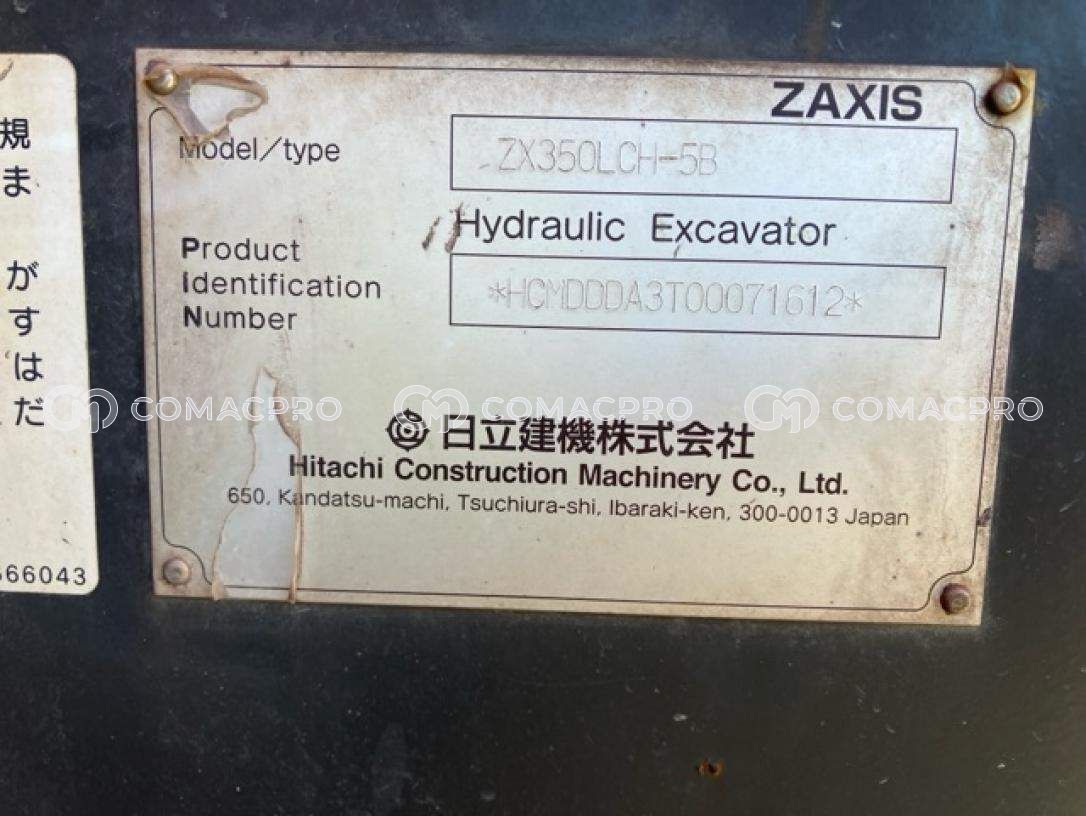 ZAXIS
Model/type
ZX350LCH-5B
Hydraulic Excavator
Product
Identification
Number
*HCMDDDA3T00071612*
日立建機株式会社
Hitachi Construction Machinery Co., Ltd.
650, Kandatsu-machi, Tsuchiura-shi, Ibaraki-ken, 300-0013 Japan
規
ま
が
す
は
だ
66043
COMACPRO COMACPRO COMACPRO